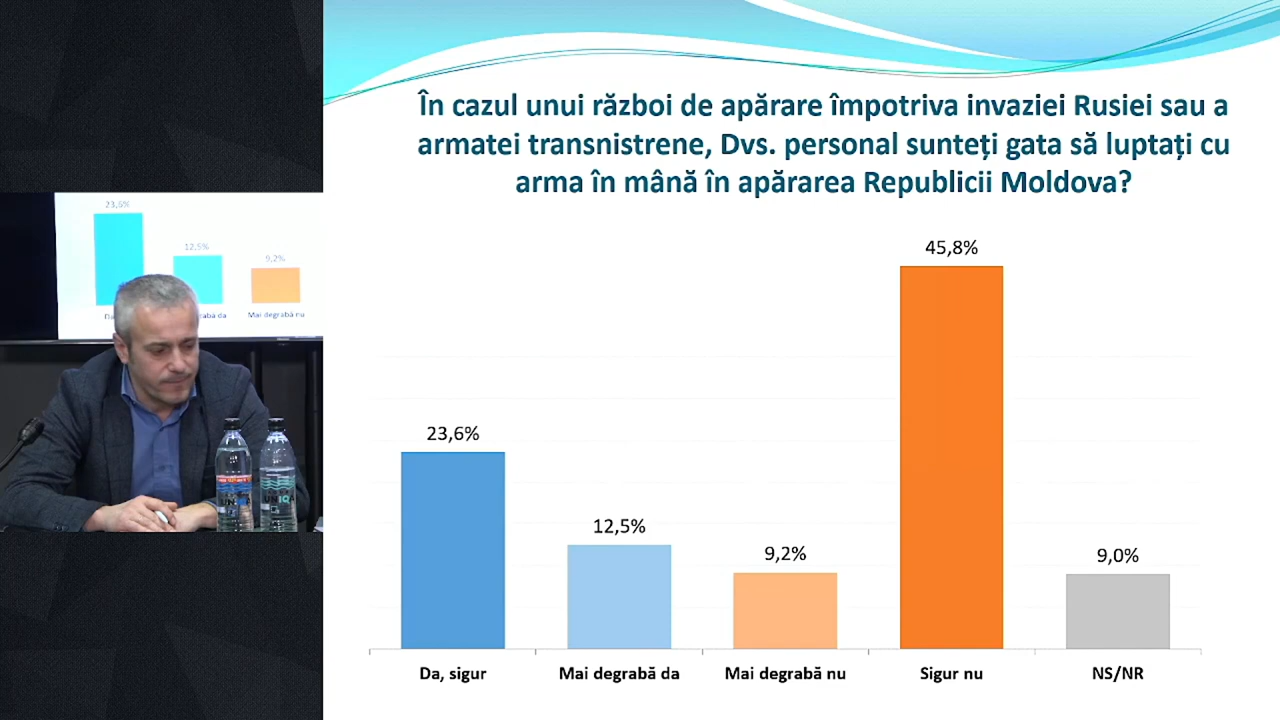 În cazul unui război de apărare împotriva invaziei Rusiei sau a
armatei transnistrene, Dvs. personal sunteți gata să luptați cu
arma în mână în apărarea Republicii Moldova?
45,8%
23,6%
12,5%
9,2%
9,0%
Da, sigur
Mai degrabă da
Mai degrabă nu
Sigur nu
NS/NR
23,6%
12,5%
9,2%
Mai degrabă nu